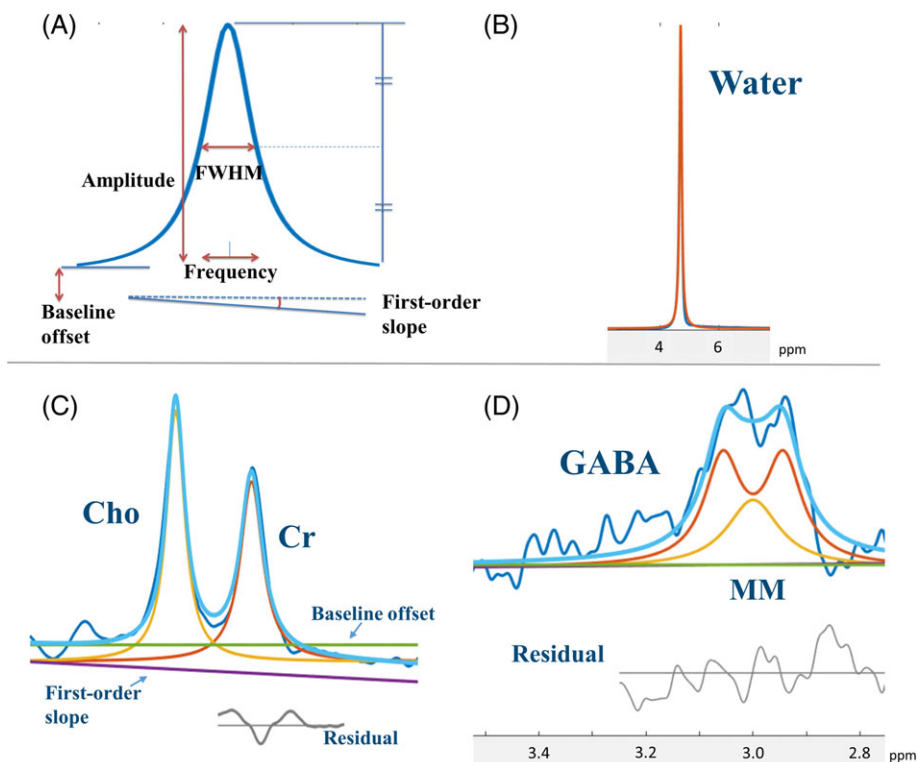 (A)
Amplitude
FWHM
Frequency
Baseline
offset
First-order
slope
(B)
Water
4 6 ppm
(C)
Cho
Cr
Baseline offset
First-order
slope
Residual
(D)
GABA
MM
Residual
3.4 3.2 3.0 2.8 ppm